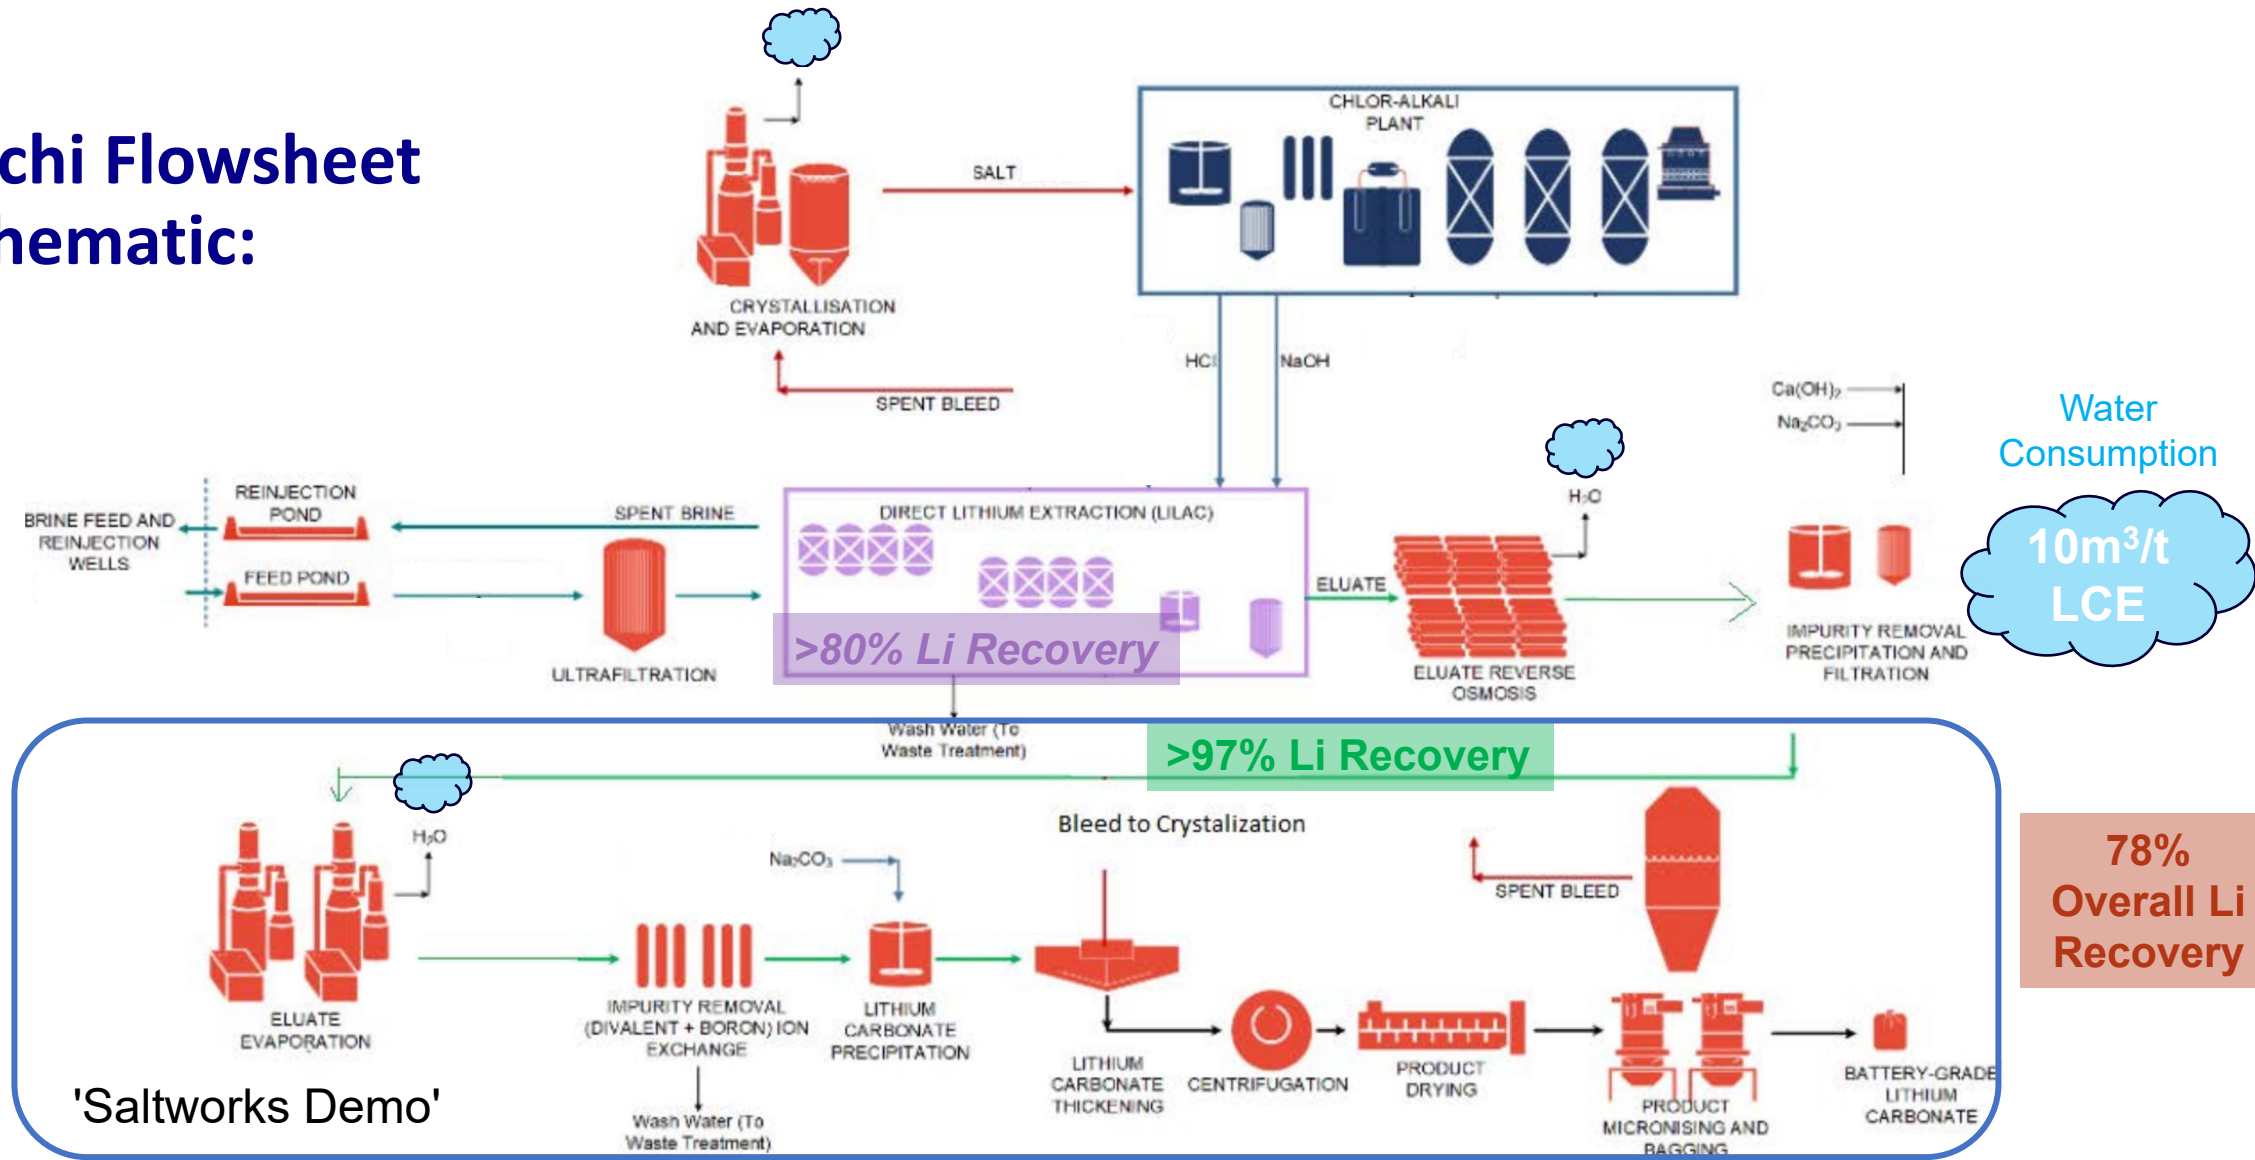 chi Flowsheet
hematic:
CHLOR-ALKALI
PLANT
SALT
CRYSTALLISATION
AND EVAPORATION
SPENT BLEED
HCl
NaOH
Ca(OH)₂
Na₂CO₃
Water
Consumption
10m³/t
LCE
BRINE FEED AND
REINJECTION
WELLS
REINJECTION
POND
FEED POND
SPENT BRINE
ULTRAFILTRATION
DIRECT LITHIUM EXTRACTION (LILAC)
>80% Li Recovery
ELUATE
H₂O
ELUATE REVERSE
OSMOSIS
IMPURITY REMOVAL
PRECIPITATION AND
FILTRATION
Wash Water (To
Waste Treatment)
>97% Li Recovery
H₂O
Na₂CO₃
Bleed to Crystalization
SPENT BLEED
78%
Overall Li
Recovery
ELUATE
EVAPORATION
IMPURITY REMOVAL
(DIVALENT + BORON) ION
EXCHANGE
LITHIUM
CARBONATE
PRECIPITATION
LITHIUM
CARBONATE
THICKENING
CENTRIFUGATION
PRODUCT
DRYING
PRODUCT
MICRONISING AND
BAGGING
BATTERY-GRADE
LITHIUM
CARBONATE
'Saltworks Demo'
Wash Water (To
Waste Treatment)